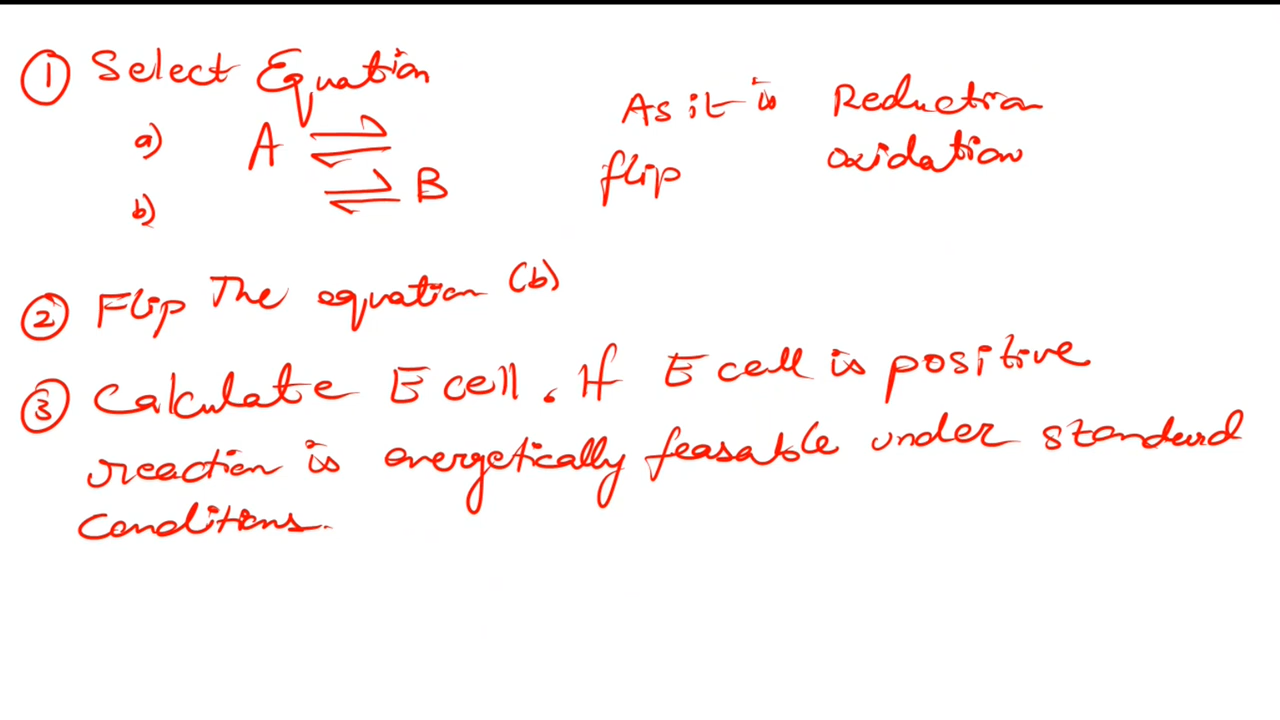 ① Select Equation
a) A ⇌
b) ⇌ B
As it is Reduction
flip oxidation
② Flip The equation (b)
③ Calculate E cell. If E cell is positive
reaction is energetically feasable under standard
conditions.